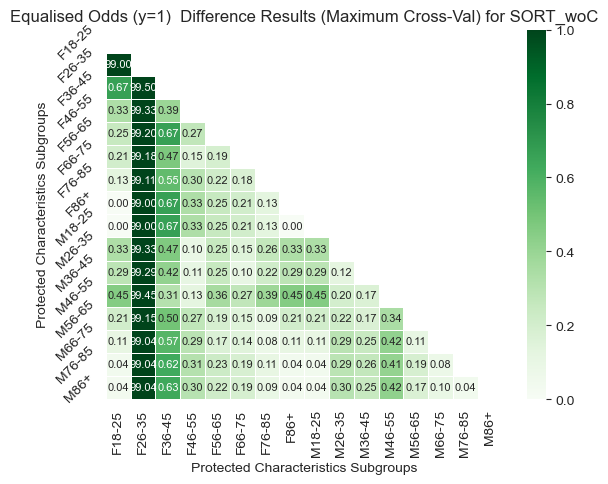 Equalised Odds (y=1)  Difference Results (Maximum Cross-Val) for SORT_woC
Protected Characteristics Subgroups
F18-25
F26-35 99.00
F36-45 0.67 99.50
F46-55 0.33 99.33 0.39
F56-65 0.25 99.20 0.67 0.27
F66-75 0.21 99.18 0.47 0.15 0.19
F76-85 0.13 99.11 0.55 0.30 0.22 0.18
F86+ 0.00 99.00 0.67 0.33 0.25 0.21 0.13
M18-25 0.00 99.00 0.67 0.33 0.25 0.21 0.13 0.00
M26-35 0.33 99.33 0.47 0.10 0.25 0.15 0.26 0.33 0.33
M36-45 0.29 99.29 0.42 0.11 0.25 0.10 0.22 0.29 0.29 0.12
M46-55 0.45 99.45 0.31 0.13 0.36 0.27 0.39 0.45 0.45 0.20 0.17
M56-65 0.21 99.15 0.50 0.27 0.19 0.15 0.09 0.21 0.21 0.22 0.17 0.34
M66-75 0.11 99.04 0.57 0.29 0.17 0.14 0.08 0.11 0.11 0.29 0.25 0.42 0.11
M76-85 0.04 99.04 0.62 0.31 0.23 0.19 0.11 0.04 0.04 0.29 0.26 0.41 0.19 0.08
M86+ 0.04 99.04 0.63 0.30 0.22 0.19 0.09 0.04 0.04 0.30 0.25 0.42 0.17 0.10 0.04
F18-25 F26-35 F36-45 F46-55 F56-65 F66-75 F76-85 F86+ M18-25 M26-35 M36-45 M46-55 M56-65 M66-75 M76-85 M86+
Protected Characteristics Subgroups
1.0
0.8
0.6
0.4
0.2
0.0